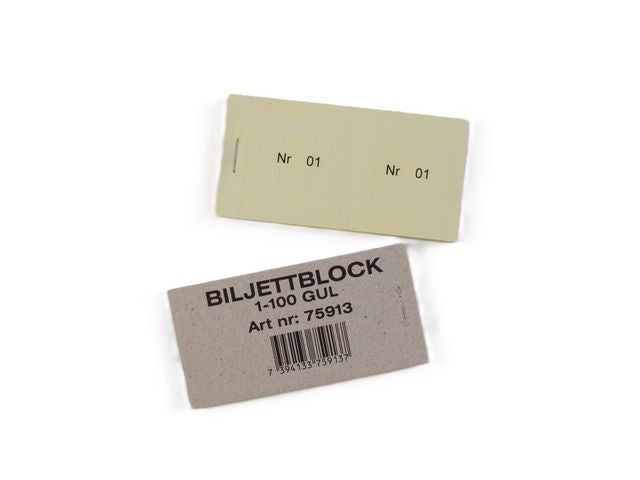 Nr 01 Nr 01
BILJETTBLOCK
1-100 GUL
Art nr: 75913
7 394133 759137